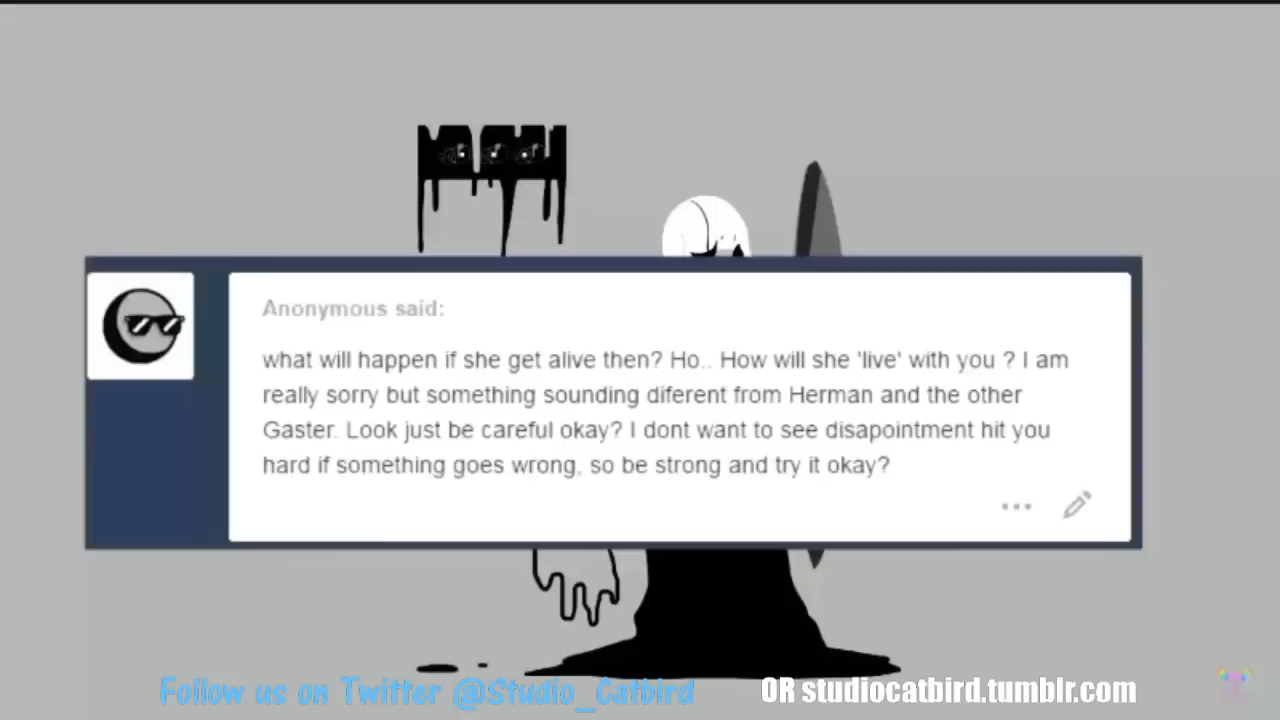 Anonymous said:
what will happen if she get alive then? Ho.. How will she 'live' with you ? I am
really sorry but something sounding diferent from Herman and the other
Gaster. Look just be careful okay? I dont want to see disapointment hit you
hard if something goes wrong, so be strong and try it okay?
Follow us on Twitter @Studio_Catbird OR studiocatbird.tumblr.com